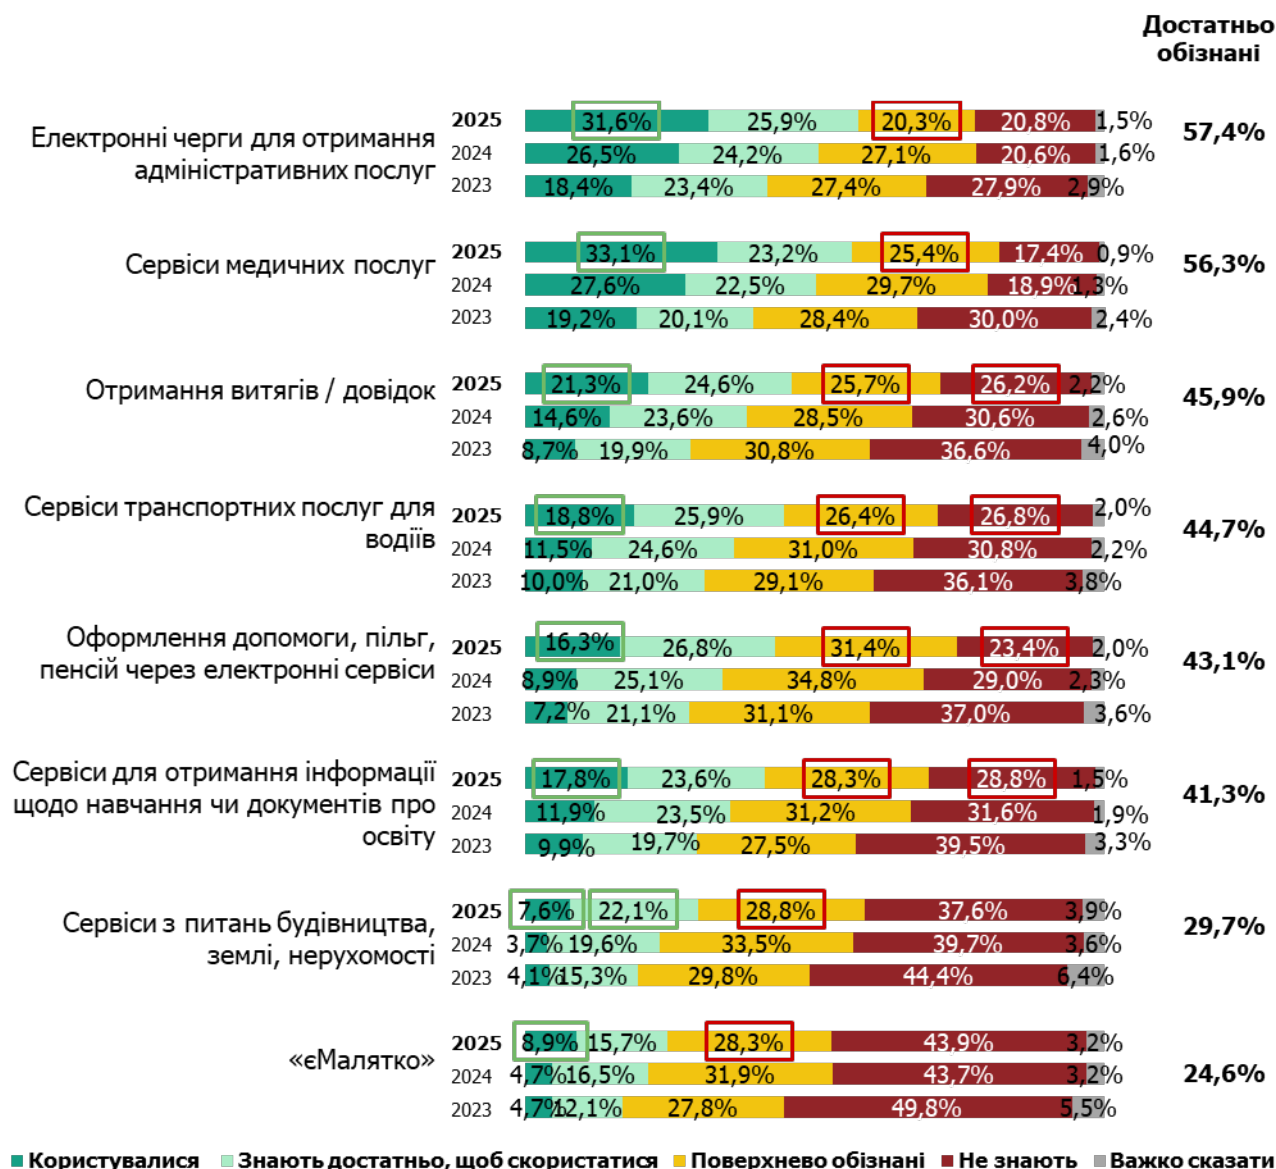 Достатньо
обізнані
Електронні черги для отримання
адміністративних послуг
2025 31,6% 25,9% 20,3% 20,8% 1,5% 57,4%
2024 26,5% 24,2% 27,1% 20,6% 1,6%
2023 18,4% 23,4% 27,4% 27,9% 2,9%
Сервіси медичних послуг
2025 33,1% 23,2% 25,4% 17,4% 0,9% 56,3%
2024 27,6% 22,5% 29,7% 18,9% 1,3%
2023 19,2% 20,1% 28,4% 30,0% 2,4%
Отримання витягів / довідок
2025 21,3% 24,6% 25,7% 26,2% 2,2% 45,9%
2024 14,6% 23,6% 28,5% 30,6% 2,6%
2023 8,7% 19,9% 30,8% 36,6% 4,0%
Сервіси транспортних послуг для
водіїв
2025 18,8% 25,9% 26,4% 26,8% 2,0% 44,7%
2024 11,5% 24,6% 31,0% 30,8% 2,2%
2023 10,0% 21,0% 29,1% 36,1% 3,8%
Оформлення допомоги, пільг,
пенсій через електронні сервіси
2025 16,3% 26,8% 31,4% 23,4% 2,0% 43,1%
2024 8,9% 25,1% 34,8% 29,0% 2,3%
2023 7,2% 21,1% 31,1% 37,0% 3,6%
Сервіси для отримання інформації
щодо навчання чи документів про
освіту
2025 17,8% 23,6% 28,3% 28,8% 1,5% 41,3%
2024 11,9% 23,5% 31,2% 31,6% 1,9%
2023 9,9% 19,7% 27,5% 39,5% 3,3%
Сервіси з питань будівництва,
землі, нерухомості
2025 7,6% 22,1% 28,8% 37,6% 3,9% 29,7%
2024 3,7% 19,6% 33,5% 39,7% 3,6%
2023 4,1% 15,3% 29,8% 44,4% 6,4%
«єМалятко»
2025 8,9% 15,7% 28,3% 43,9% 3,2% 24,6%
2024 4,7% 16,5% 31,9% 43,7% 3,2%
2023 4,7% 12,1% 27,8% 49,8% 5,5%
Користувалися Знають достатньо, щоб скористатися Поверхнево обізнані Не знають Важко сказати